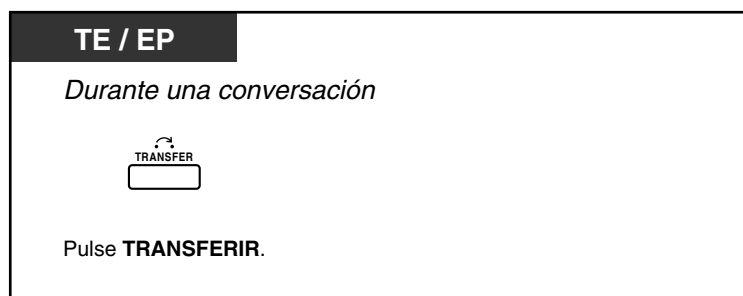 TE / EP
Durante una conversación
TRANSFER
Pulse TRANSFERIR.